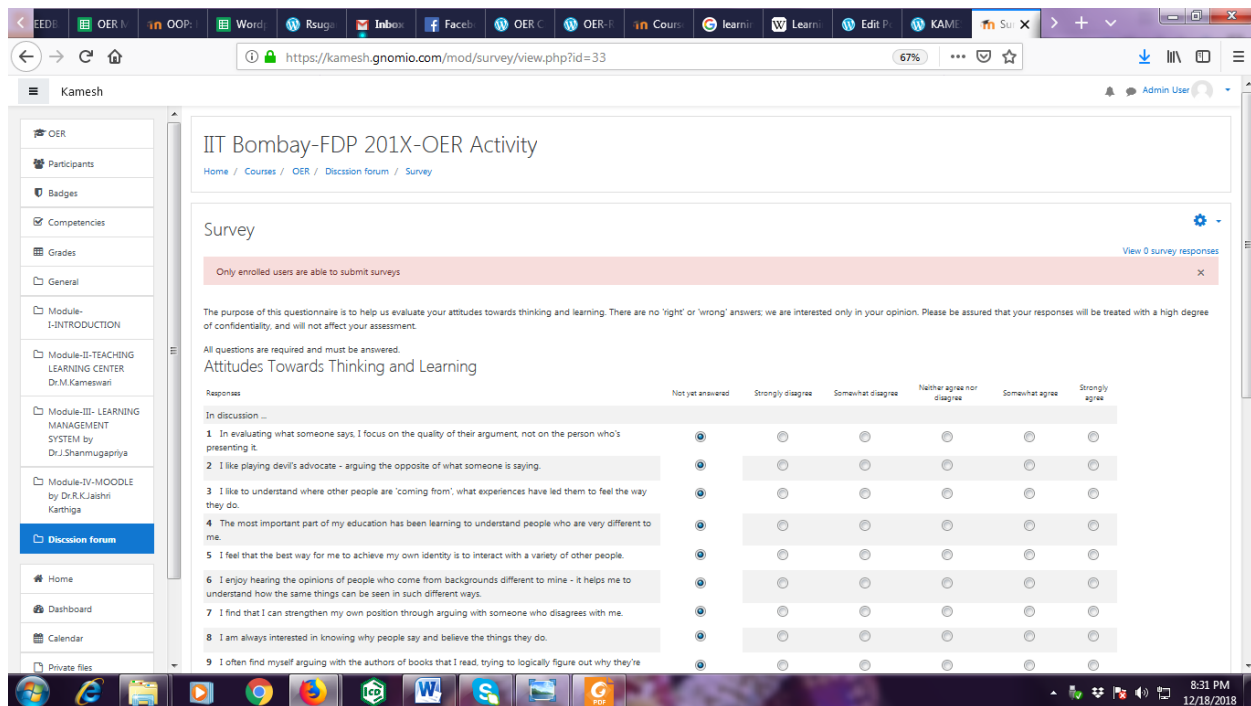 EEDB
OER M
OOP:
Wordp
Rsuga
Inbox
Faceb
OER C
OER-R
Cours
learnin
Learni
Edit P
KAME
Sur
https://kamesh.gnomio.com/mod/survey/view.php?id=33
67%
Kamesh
Admin User
OER
Participants
Badges
Competencies
Grades
General
Module-
I-INTRODUCTION
Module-II-TEACHING
LEARNING CENTER
Dr.M.Kameswari
Module-III- LEARNING
MANAGEMENT
SYSTEM by
Dr.J.Shanmugapriya
Module-IV-MOODLE
by Dr.R.K.Jaishri
Karthiga
Discssion forum
Home
Dashboard
Calendar
Private files
IIT Bombay-FDP 201X-OER Activity
Home / Courses / OER / Discssion forum / Survey
Survey
View 0 survey responses
Only enrolled users are able to submit surveys
The purpose of this questionnaire is to help us evaluate your attitudes towards thinking and learning. There are no 'right' or 'wrong' answers; we are interested only in your opinion. Please be assured that your responses will be treated with a high degree
of confidentiality, and will not affect your assessment.
All questions are required and must be answered.
Attitudes Towards Thinking and Learning
Responses Not yet answered Strongly disagree Somewhat disagree Neither agree nor disagree Somewhat agree Strongly agree
In discussion ...
1 In evaluating what someone says, I focus on the quality of their argument, not on the person who's
presenting it.
2 I like playing devil's advocate - arguing the opposite of what someone is saying.
3 I like to understand where other people are 'coming from', what experiences have led them to feel the way
they do.
4 The most important part of my education has been learning to understand people who are very different to
me.
5 I feel that the best way for me to achieve my own identity is to interact with a variety of other people.
6 I enjoy hearing the opinions of people who come from backgrounds different to mine - it helps me to
understand how the same things can be seen in such different ways.
7 I find that I can strengthen my own position through arguing with someone who disagrees with me.
8 I am always interested in knowing why people say and believe the things they do.
9 I often find myself arguing with the authors of books that I read, trying to logically figure out why they're
8:31 PM
12/18/2018